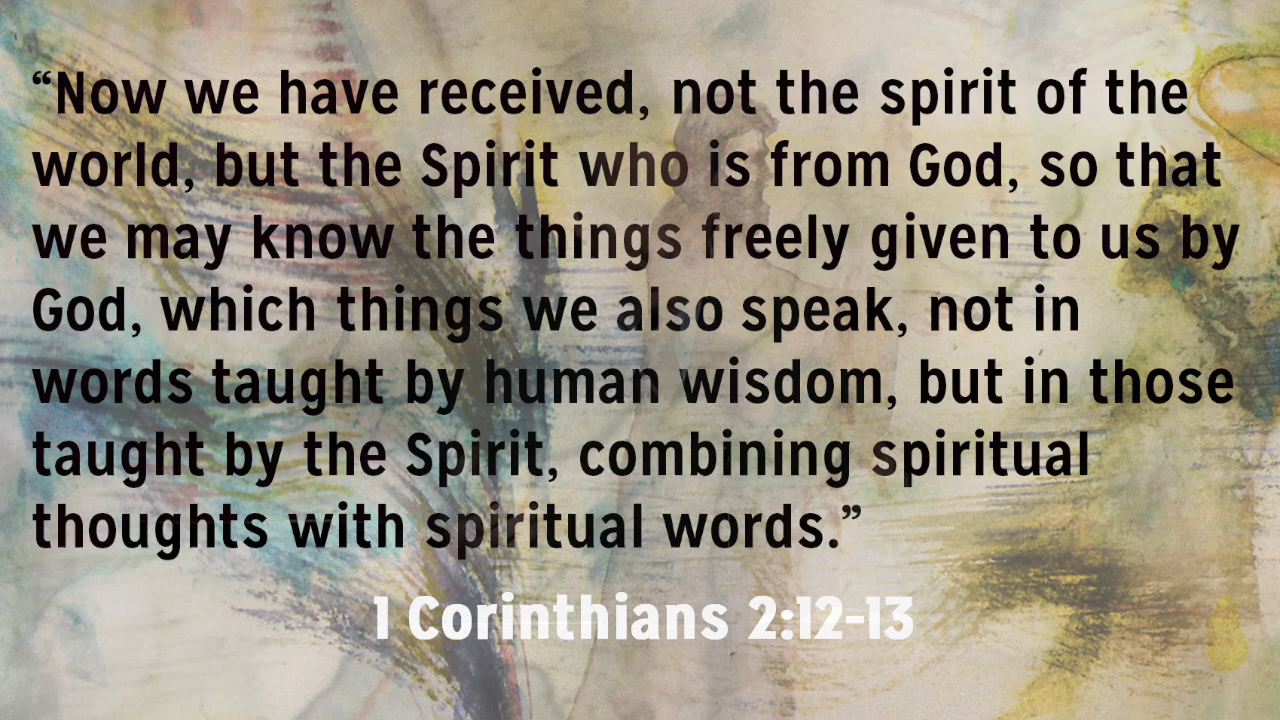 “Now we have received, not the spirit of the
world, but the Spirit who is from God, so that
we may know the things freely given to us by
God, which things we also speak, not in
words taught by human wisdom, but in those
taught by the Spirit, combining spiritual
thoughts with spiritual words.”
1 Corinthians 2:12-13